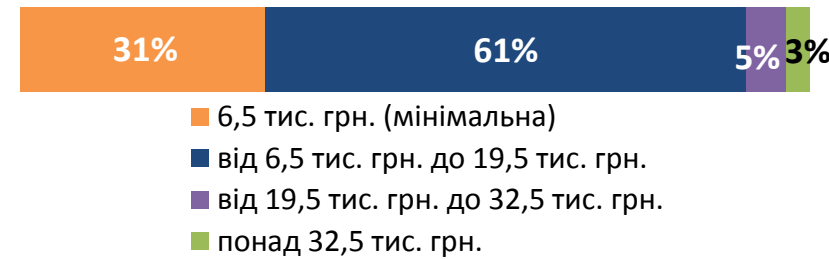 31% 61% 5% 3%
6,5 тис. грн. (мінімальна)
від 6,5 тис. грн. до 19,5 тис. грн.
від 19,5 тис. грн. до 32,5 тис. грн.
понад 32,5 тис. грн.